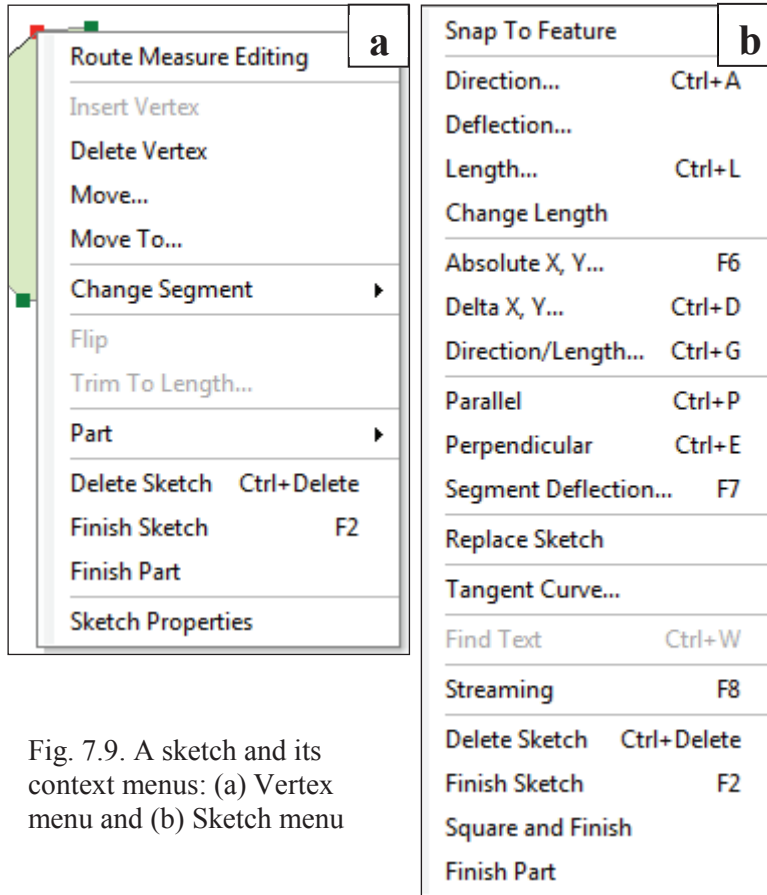 a
Route Measure Editing
Insert Vertex
Delete Vertex
Move...
Move To...
Change Segment
Flip
Trim To Length...
Part
Delete Sketch Ctrl+Delete
Finish Sketch F2
Finish Part
Sketch Properties
b
Snap To Feature
Direction... Ctrl+A
Deflection...
Length... Ctrl+L
Change Length
Absolute X, Y... F6
Delta X, Y... Ctrl+D
Direction/Length... Ctrl+G
Parallel Ctrl+P
Perpendicular Ctrl+E
Segment Deflection... F7
Replace Sketch
Tangent Curve...
Find Text Ctrl+W
Streaming F8
Delete Sketch Ctrl+Delete
Finish Sketch F2
Square and Finish
Finish Part
Fig. 7.9. A sketch and its
context menus: (a) Vertex
menu and (b) Sketch menu